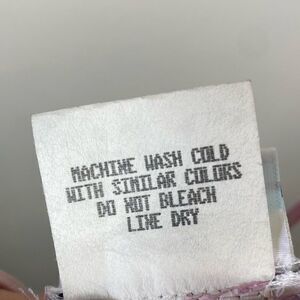 MACHINE WASH COLD
WITH SIMILAR COLORS
DO NOT BLEACH
LINE DRY